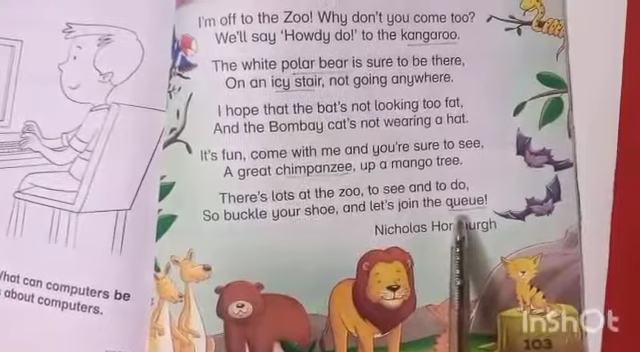 I'm off to the Zoo! Why don't you come too?
We'll say 'Howdy do!' to the kangaroo.
The white polar bear is sure to be there,
On an icy stair, not going anywhere.
I hope that the bat's not looking too fat,
And the Bombay cat's not wearing a hat.
It's fun, come with me and you're sure to see,
A great chimpanzee, up a mango tree.
There's lots at the zoo, to see and to do,
So buckle your shoe, and let's join the queue!
Nicholas
What can computers be
about computers.
103
InShOt